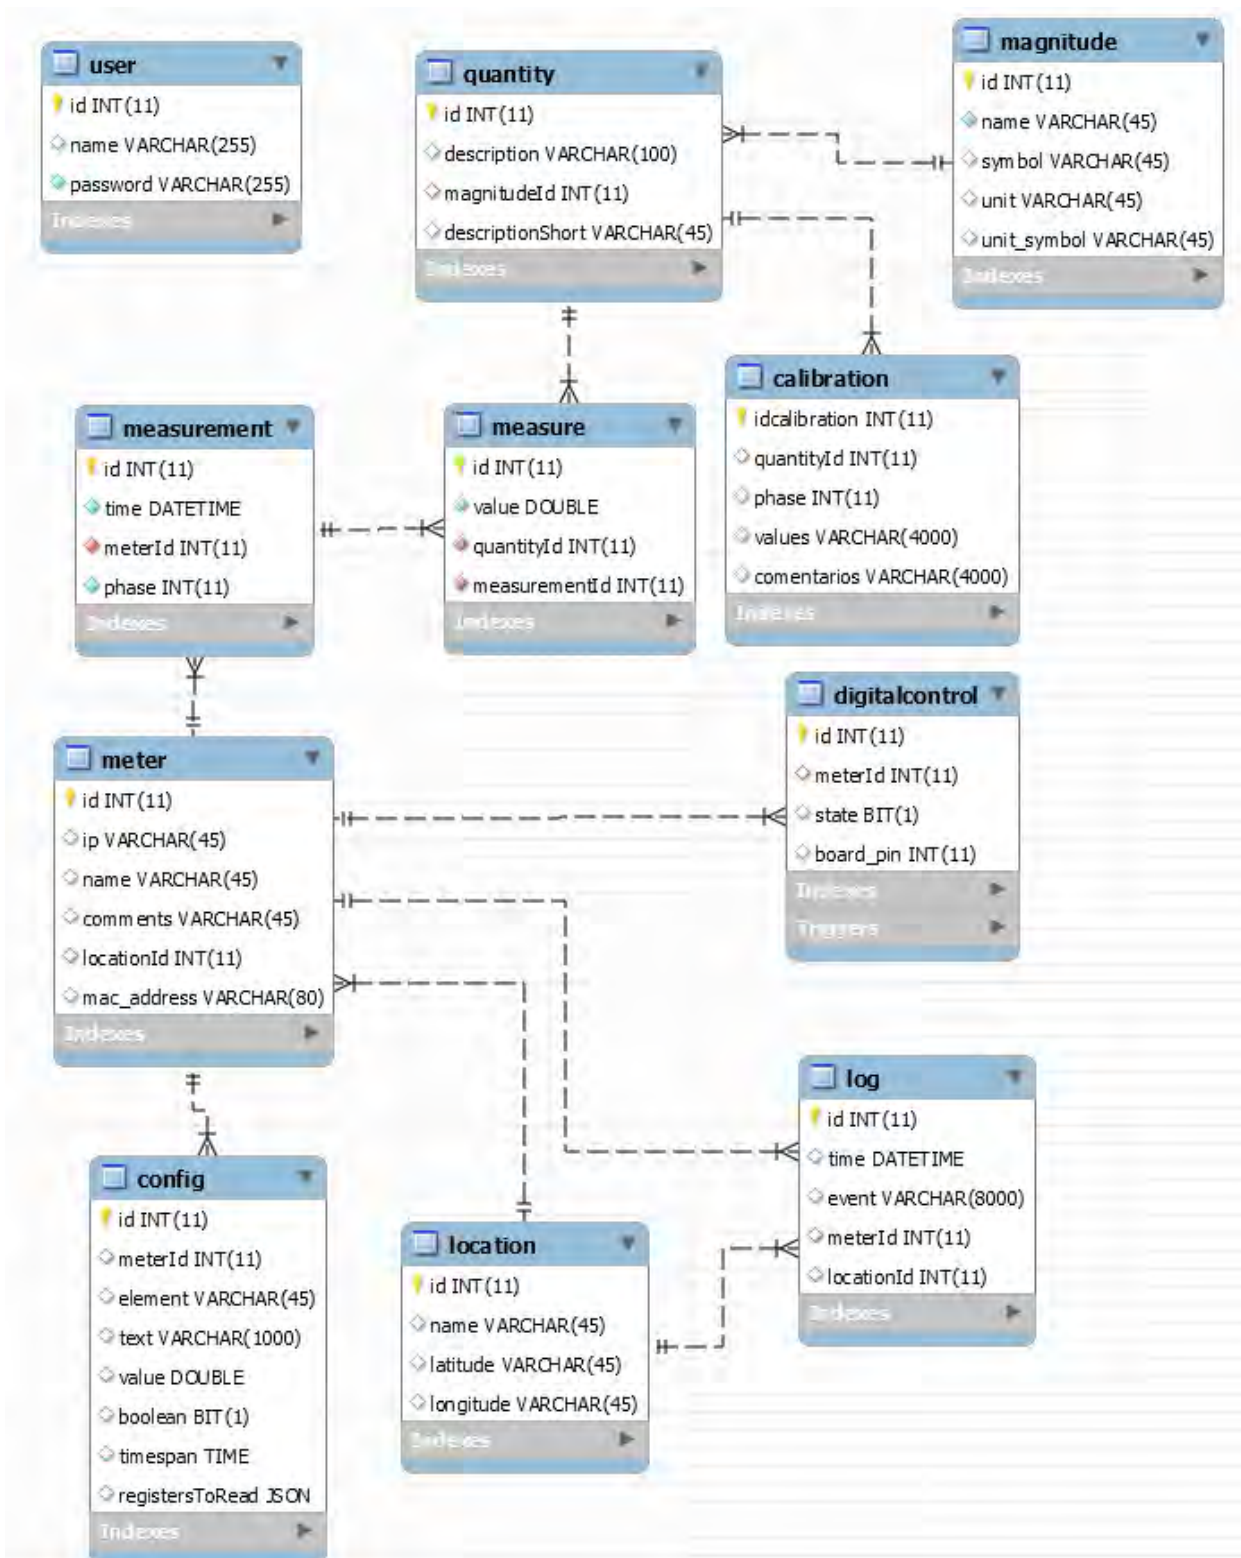 user
id INT(11)
name VARCHAR(255)
password VARCHAR(255)
Indexes
quantity
id INT(11)
description VARCHAR(100)
magnitudeId INT(11)
descriptionShort VARCHAR(45)
Indexes
magnitude
id INT(11)
name VARCHAR(45)
symbol VARCHAR(45)
unit VARCHAR(45)
unit_symbol VARCHAR(45)
Indexes
measurement
id INT(11)
time DATETIME
meterId INT(11)
phase INT(11)
Indexes
measure
id INT(11)
value DOUBLE
quantityId INT(11)
measurementId INT(11)
Indexes
calibration
idcalibration INT(11)
quantityId INT(11)
phase INT(11)
values VARCHAR(4000)
comentarios VARCHAR(4000)
Indexes
meter
id INT(11)
ip VARCHAR(45)
name VARCHAR(45)
comments VARCHAR(45)
locationId INT(11)
mac_address VARCHAR(80)
Indexes
digitalcontrol
id INT(11)
meterId INT(11)
state BIT(1)
board_pin INT(11)
Indexes
Triggers
config
id INT(11)
meterId INT(11)
element VARCHAR(45)
text VARCHAR(1000)
value DOUBLE
boolean BIT(1)
timespan TIME
registersToRead JSON
Indexes
location
id INT(11)
name VARCHAR(45)
latitude VARCHAR(45)
longitude VARCHAR(45)
Indexes
log
id INT(11)
time DATETIME
event VARCHAR(8000)
meterId INT(11)
locationId INT(11)
Indexes